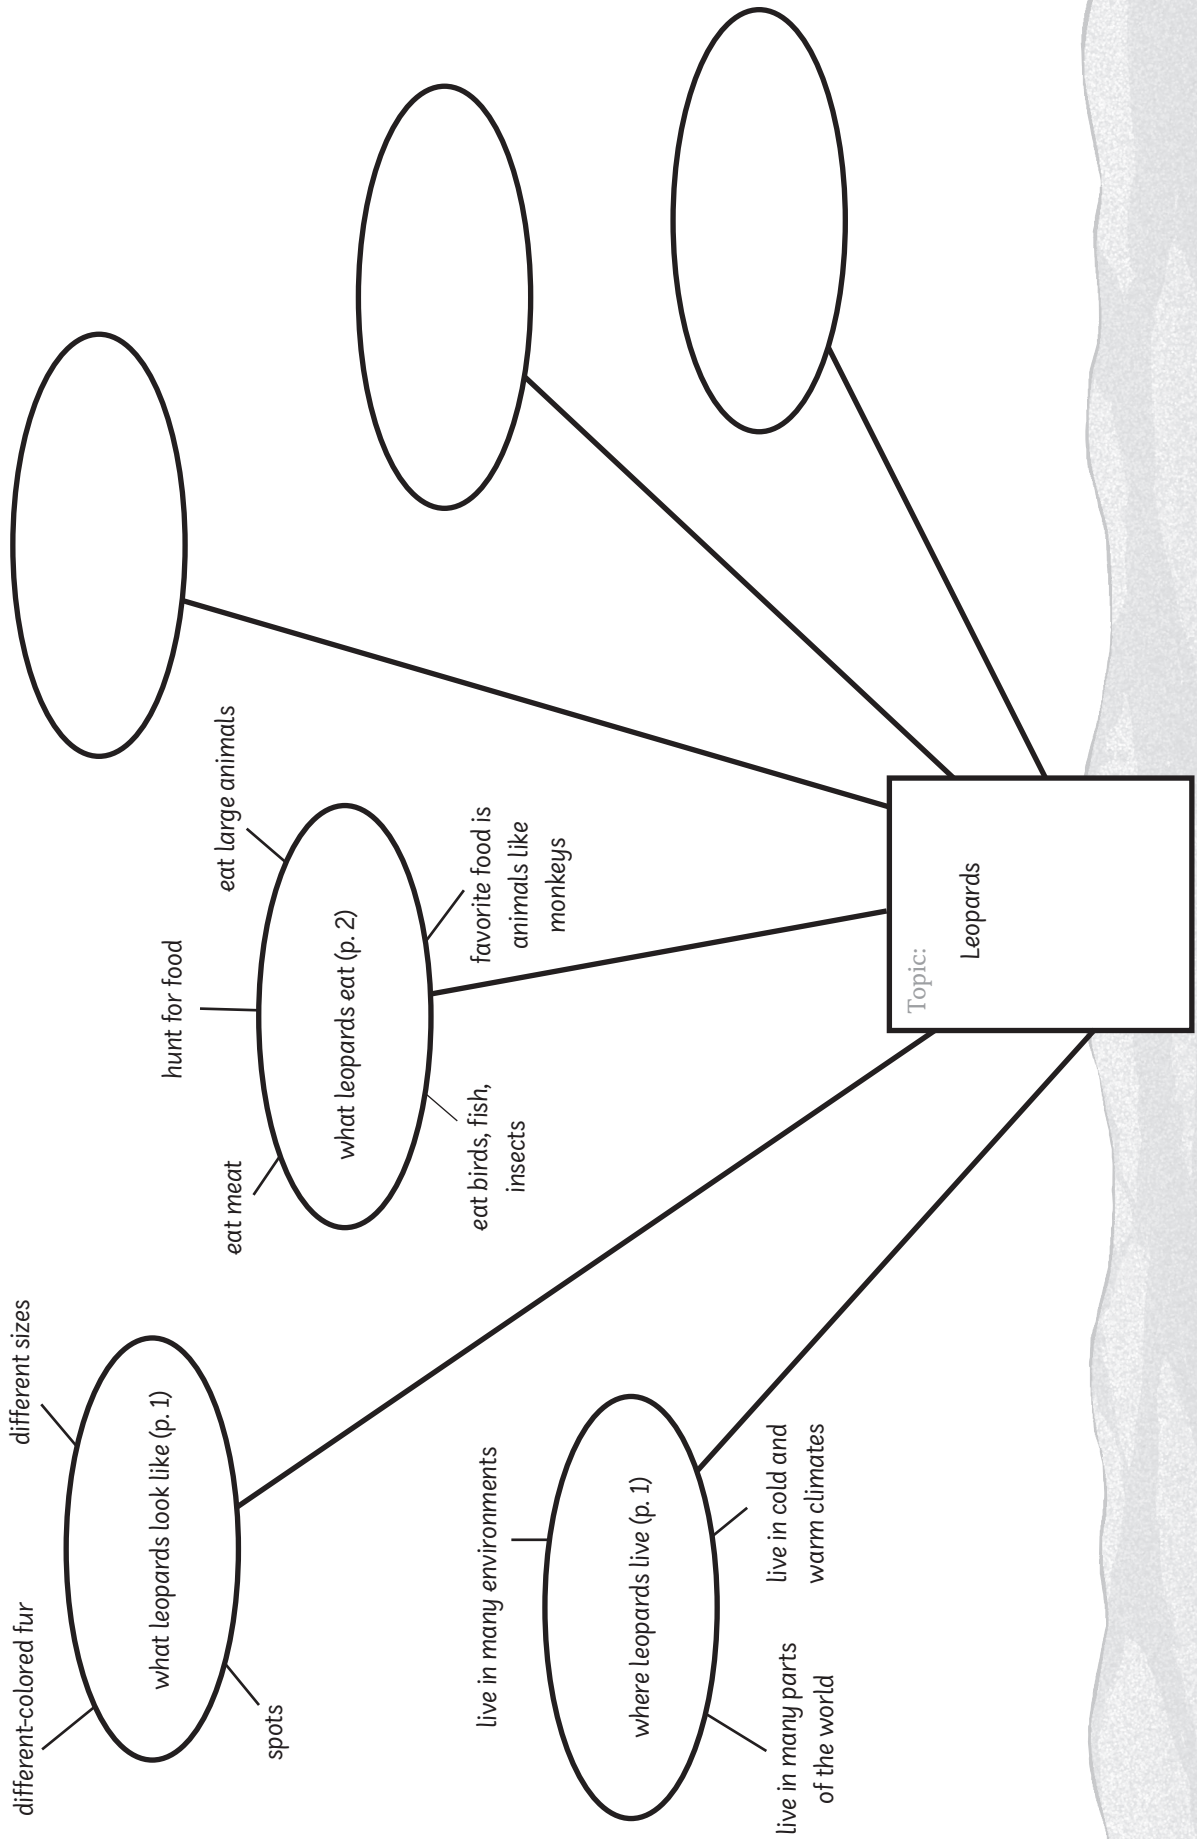 different-colored fur
different sizes
what leopards look like (p. 1)
spots
eat meat
hunt for food
eat large animals
what leopards eat (p. 2)
eat birds, fish,
insects
favorite food is
animals like
monkeys
live in many environments
where leopards live (p. 1)
live in many parts
of the world
live in cold and
warm climates
Topic:
Leopards